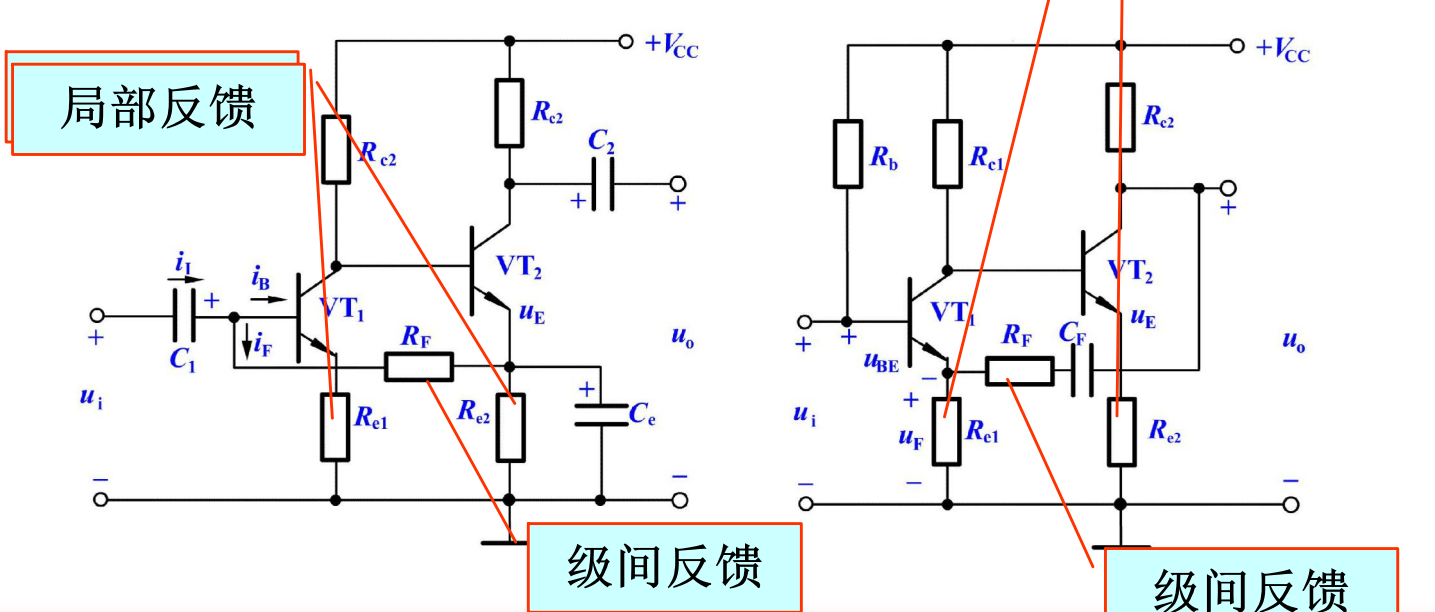 局部反馈
+VCC
Rc2
C2
Rc2
+
+
iI
iB
+
VT1
VT2
uE
RF
uo
+
C1
iF
+
ui
Re1
Re2
Ce
−
−
级间反馈
+VCC
Rc2
Rb
Rc1
+
VT2
VT1
uE
RF
CF
uo
+
+
uBE
−
+
ui
uF
Re1
Re2
−
−
−
级间反馈